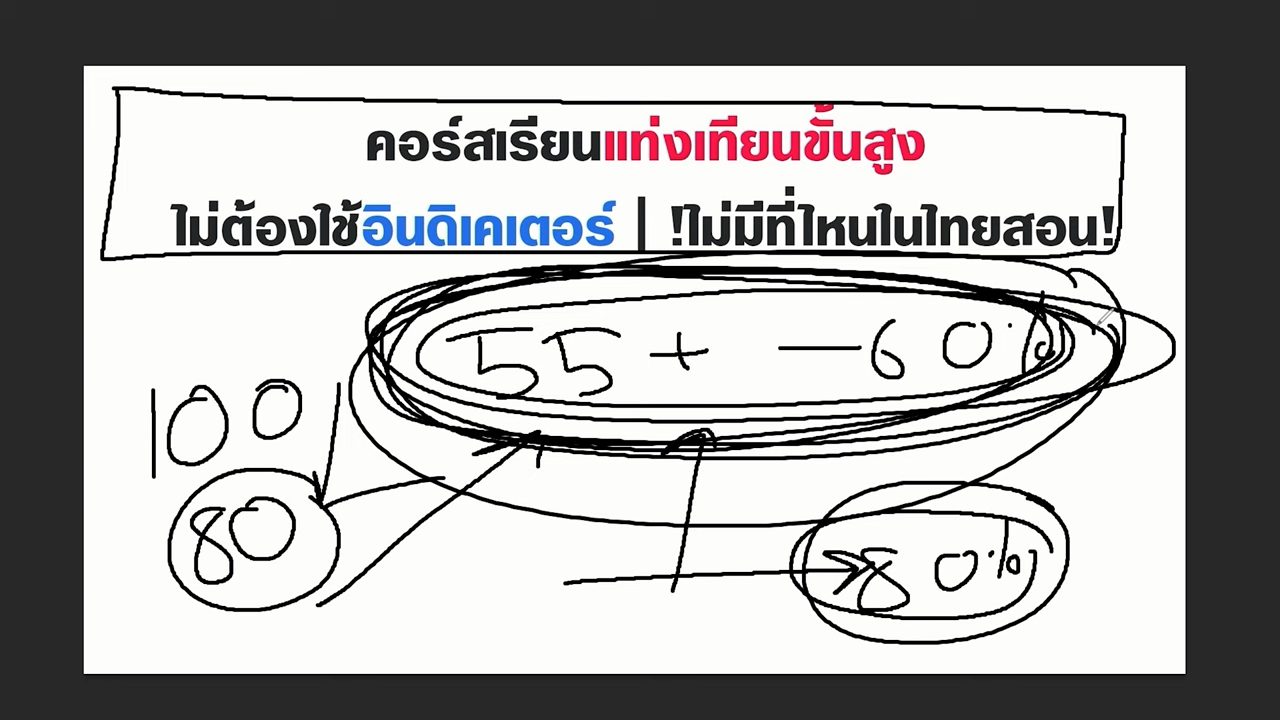 คอร์สเรียนแท่งเทียนขั้นสูง
ไม่ต้องใช้อินดิเคเตอร์ | !ไม่มีที่ไหนในไทยสอน!
55+ - 60%
100
80
80%